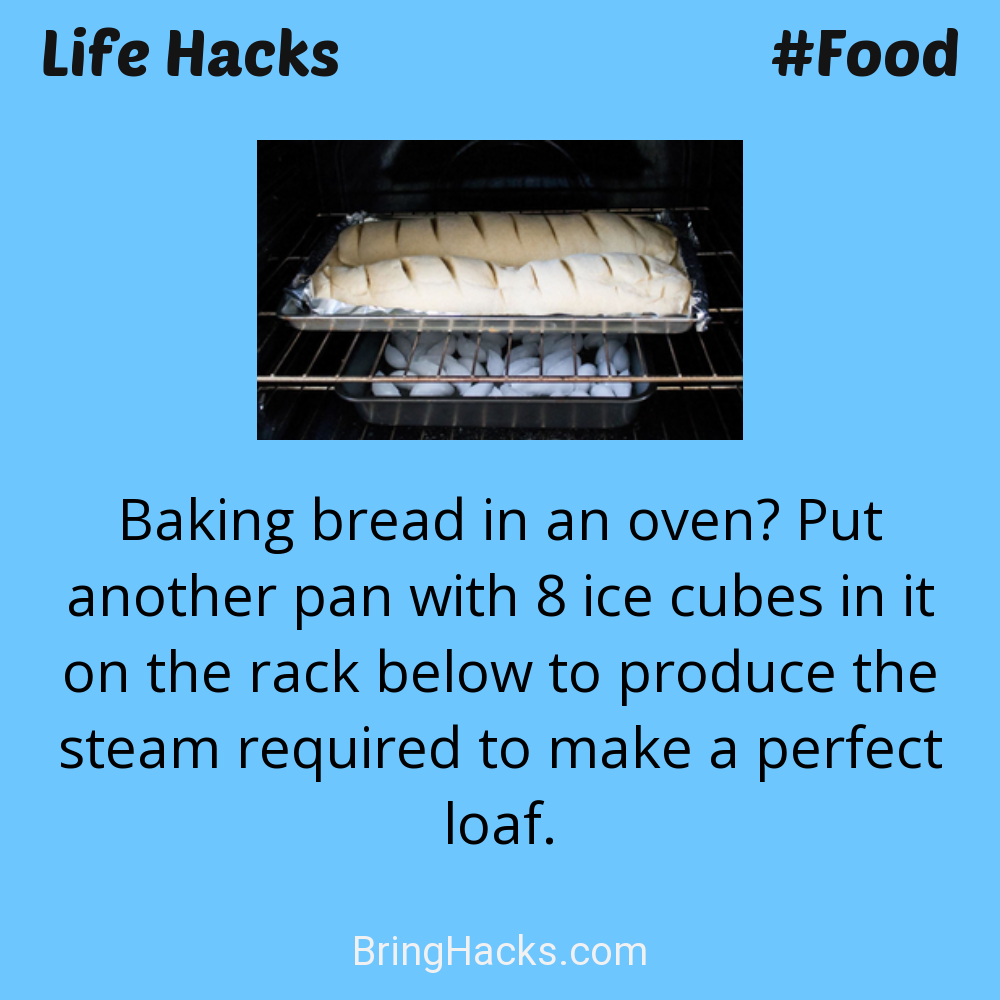 Life Hacks
#Food
Baking bread in an oven? Put
another pan with 8 ice cubes in it
on the rack below to produce the
steam required to make a perfect
loaf.
BringHacks.com